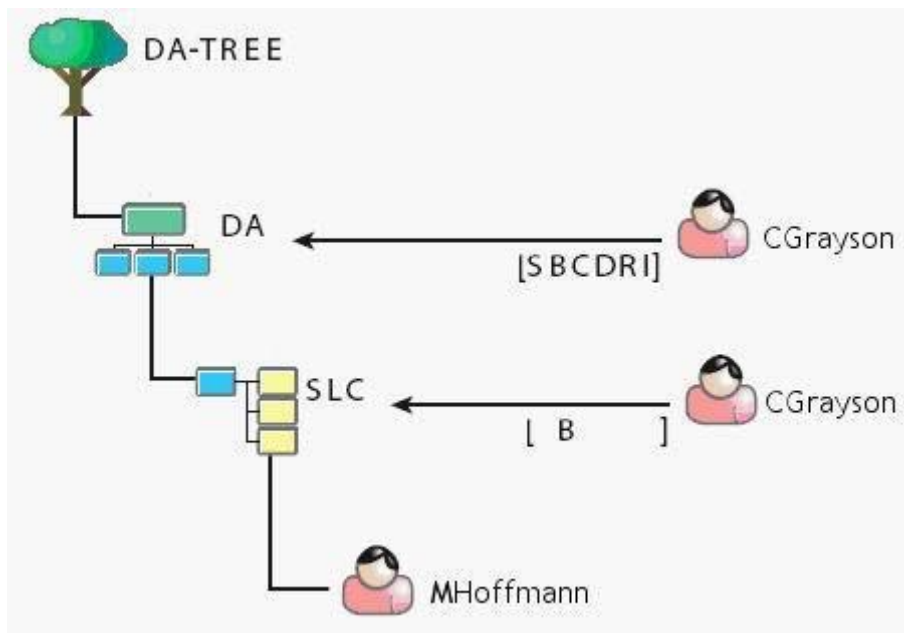 DA-TREE
DA
CGrayson
[SBCDRI]
SLC
CGrayson
[ B ]
MHoffmann